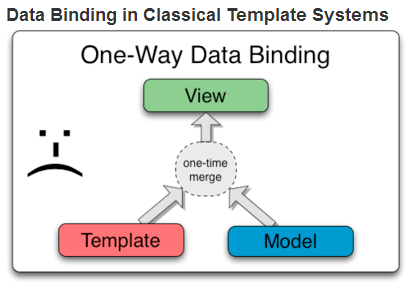 Data Binding in Classical Template Systems
One-Way Data Binding
View
one-time
merge
Template
Model